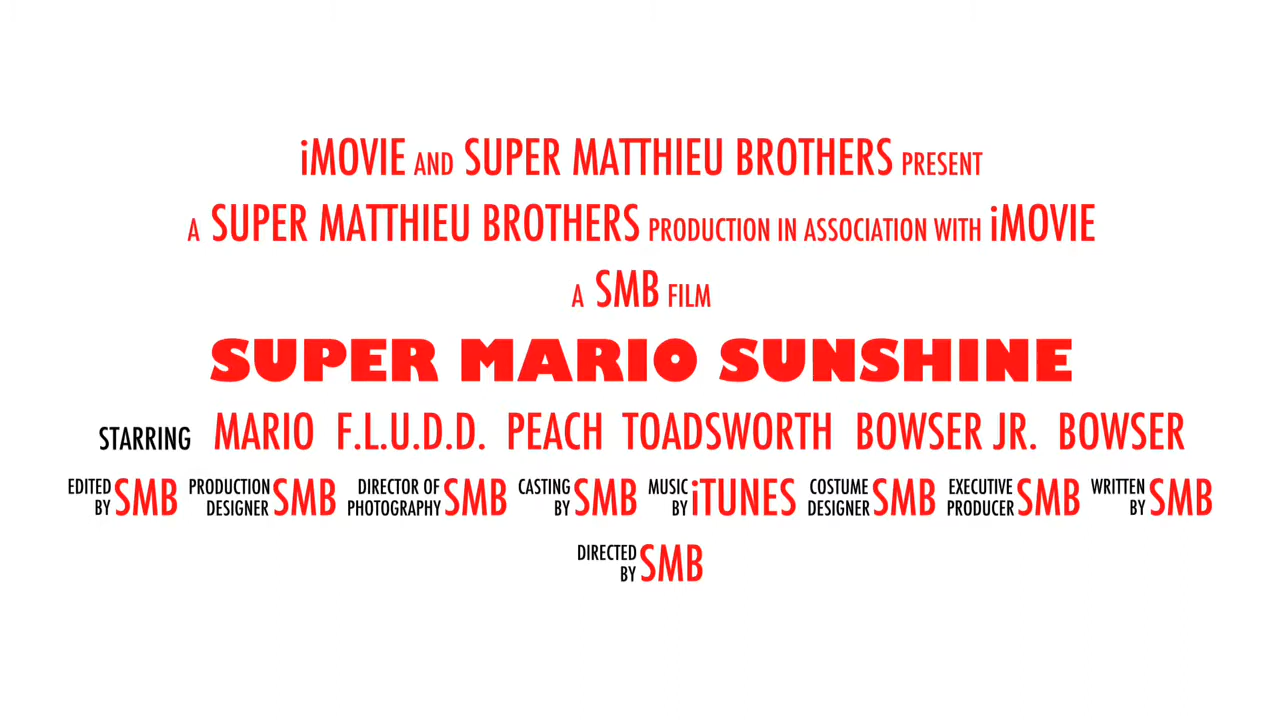 iMOVIE AND SUPER MATTHIEU BROTHERS PRESENT
A SUPER MATTHIEU BROTHERS PRODUCTION IN ASSOCIATION WITH iMOVIE
A SMB FILM
SUPER MARIO SUNSHINE
STARRING MARIO F.L.U.D.D. PEACH TOADSWORTH BOWSER JR. BOWSER
EDITED BY SMB PRODUCTION DESIGNER SMB DIRECTOR OF PHOTOGRAPHY SMB CASTING BY SMB MUSIC BY iTUNES COSTUME DESIGNER SMB EXECUTIVE PRODUCER SMB WRITTEN BY SMB
DIRECTED BY SMB